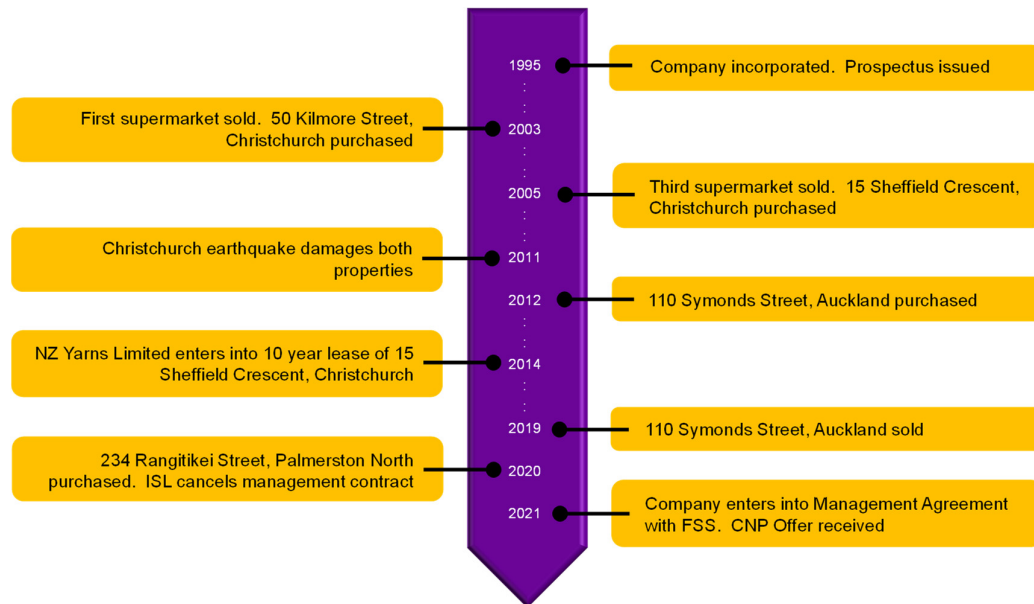 1995
Company incorporated.  Prospectus issued
First supermarket sold.  50 Kilmore Street,
Christchurch purchased
2003
2005
Third supermarket sold.  15 Sheffield Crescent,
Christchurch purchased
Christchurch earthquake damages both
properties
2011
2012
110 Symonds Street, Auckland purchased
NZ Yarns Limited enters into 10 year lease of 15
Sheffield Crescent, Christchurch
2014
2019
110 Symonds Street, Auckland sold
234 Rangitikei Street, Palmerston North
purchased.  ISL cancels management contract
2020
2021
Company enters into Management Agreement
with FSS.  CNP Offer received